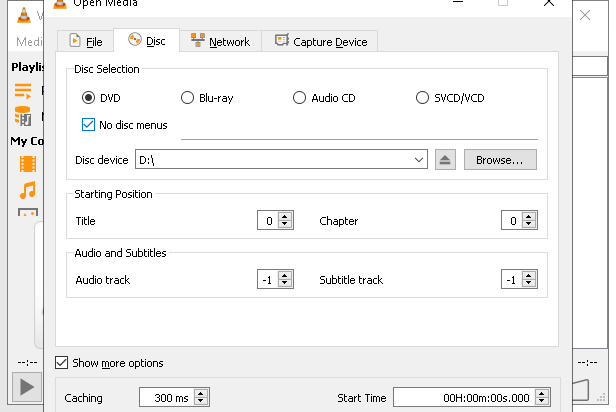 Open Media
Medi
Playlis
My Co
File
Disc
Network
Capture Device
Disc Selection
DVD
Blu-ray
Audio CD
SVCD/VCD
No disc menus
Disc device
D:\
Browse...
Starting Position
Title
0
Chapter
0
Audio and Subtitles
Audio track
-1
Subtitle track
-1
--:--
--:--
Show more options
Caching
300 ms
Start Time
00H:00m:00s.000